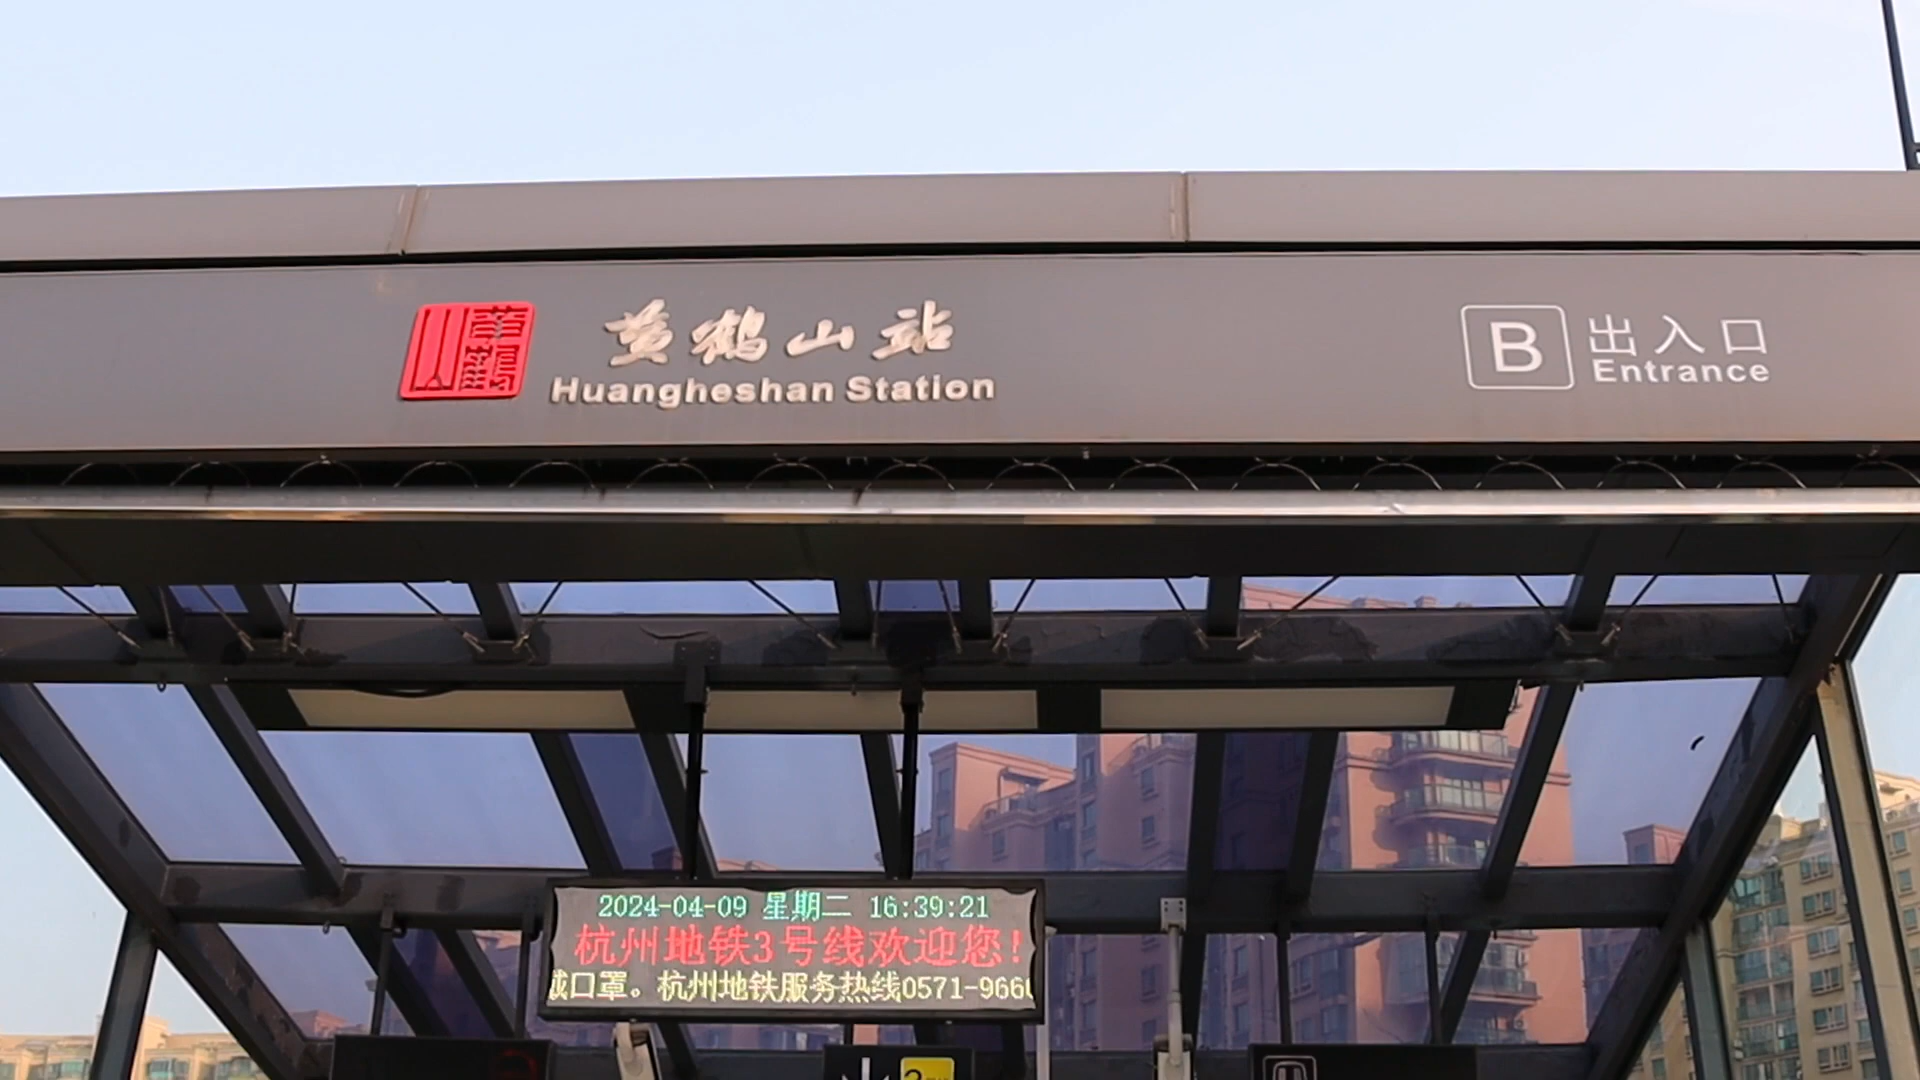 黄鹤山站
Huangheshan Station
B 出入口
Entrance
2024-04-09 星期二 16:39:21
杭州地铁3号线欢迎您!
戴口罩。杭州地铁服务热线0571-9666